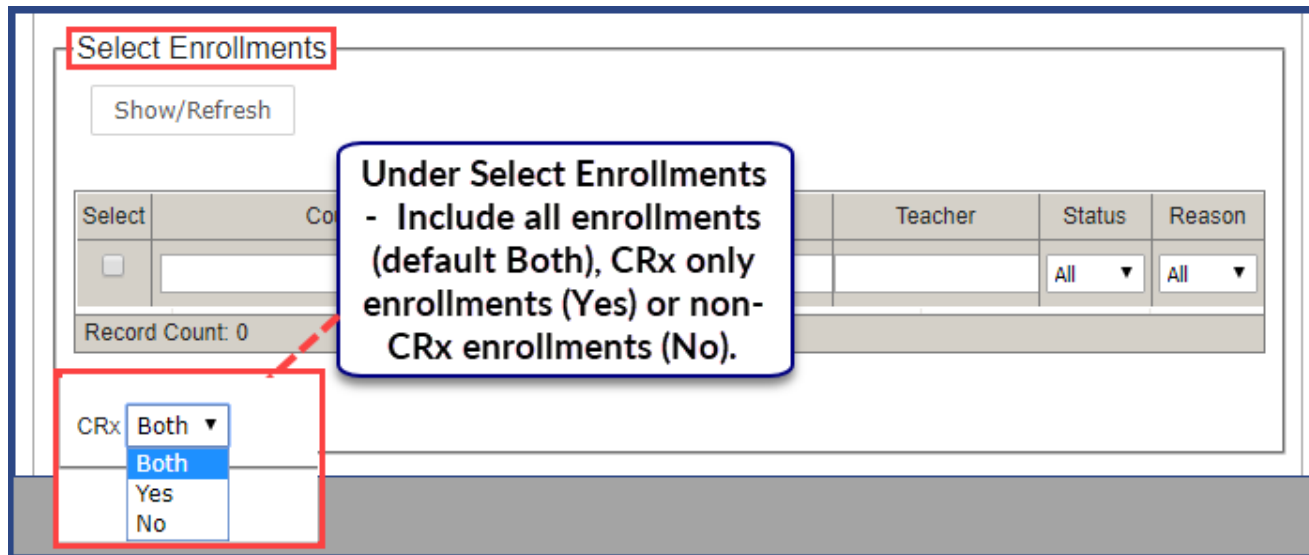 Select Enrollments
Show/Refresh
Under Select Enrollments
- Include all enrollments
(default Both), CRx only
enrollments (Yes) or non-
CRx enrollments (No).
Select Teacher Status Reason
All ▼ All ▼
Record Count: 0
CRx Both ▼
Both
Yes
No